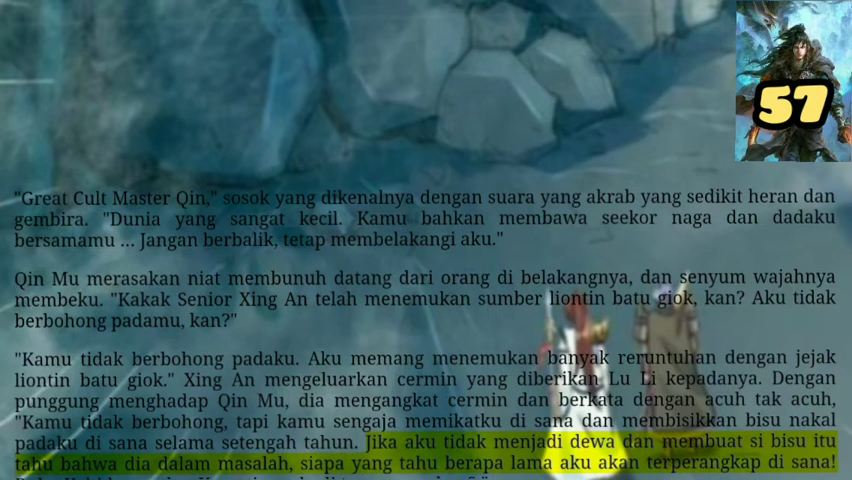 57
"Great Cult Master Qin," sosok yang dikenalnya dengan suara yang akrab yang sedikit heran dan
gembira. "Dunia yang sangat kecil. Kamu bahkan membawa seekor naga dan dadaku
bersamamu ... Jangan berbalik, tetap membelakangi aku."
Qin Mu merasakan niat membunuh datang dari orang di belakangnya, dan senyum wajahnya
membeku. "Kakak Senior Xing An telah menemukan sumber liontin batu giok, kan? Aku tidak
berbohong padamu, kan?"
"Kamu tidak berbohong padaku. Aku memang menemukan banyak reruntuhan dengan jejak
liontin batu giok." Xing An mengeluarkan cermin yang diberikan Lu Li kepadanya. Dengan
punggung menghadap Qin Mu, dia mengangkat cermin dan berkata dengan acuh tak acuh,
"Kamu tidak berbohong, tapi kamu sengaja memikatku di sana dan membisikkan bisu nakal
padaku di sana selama setengah tahun. Jika aku tidak menjadi dewa dan membuat si bisu itu
tahu bahwa dia dalam masalah, siapa yang tahu berapa lama aku akan terperangkap di sana!